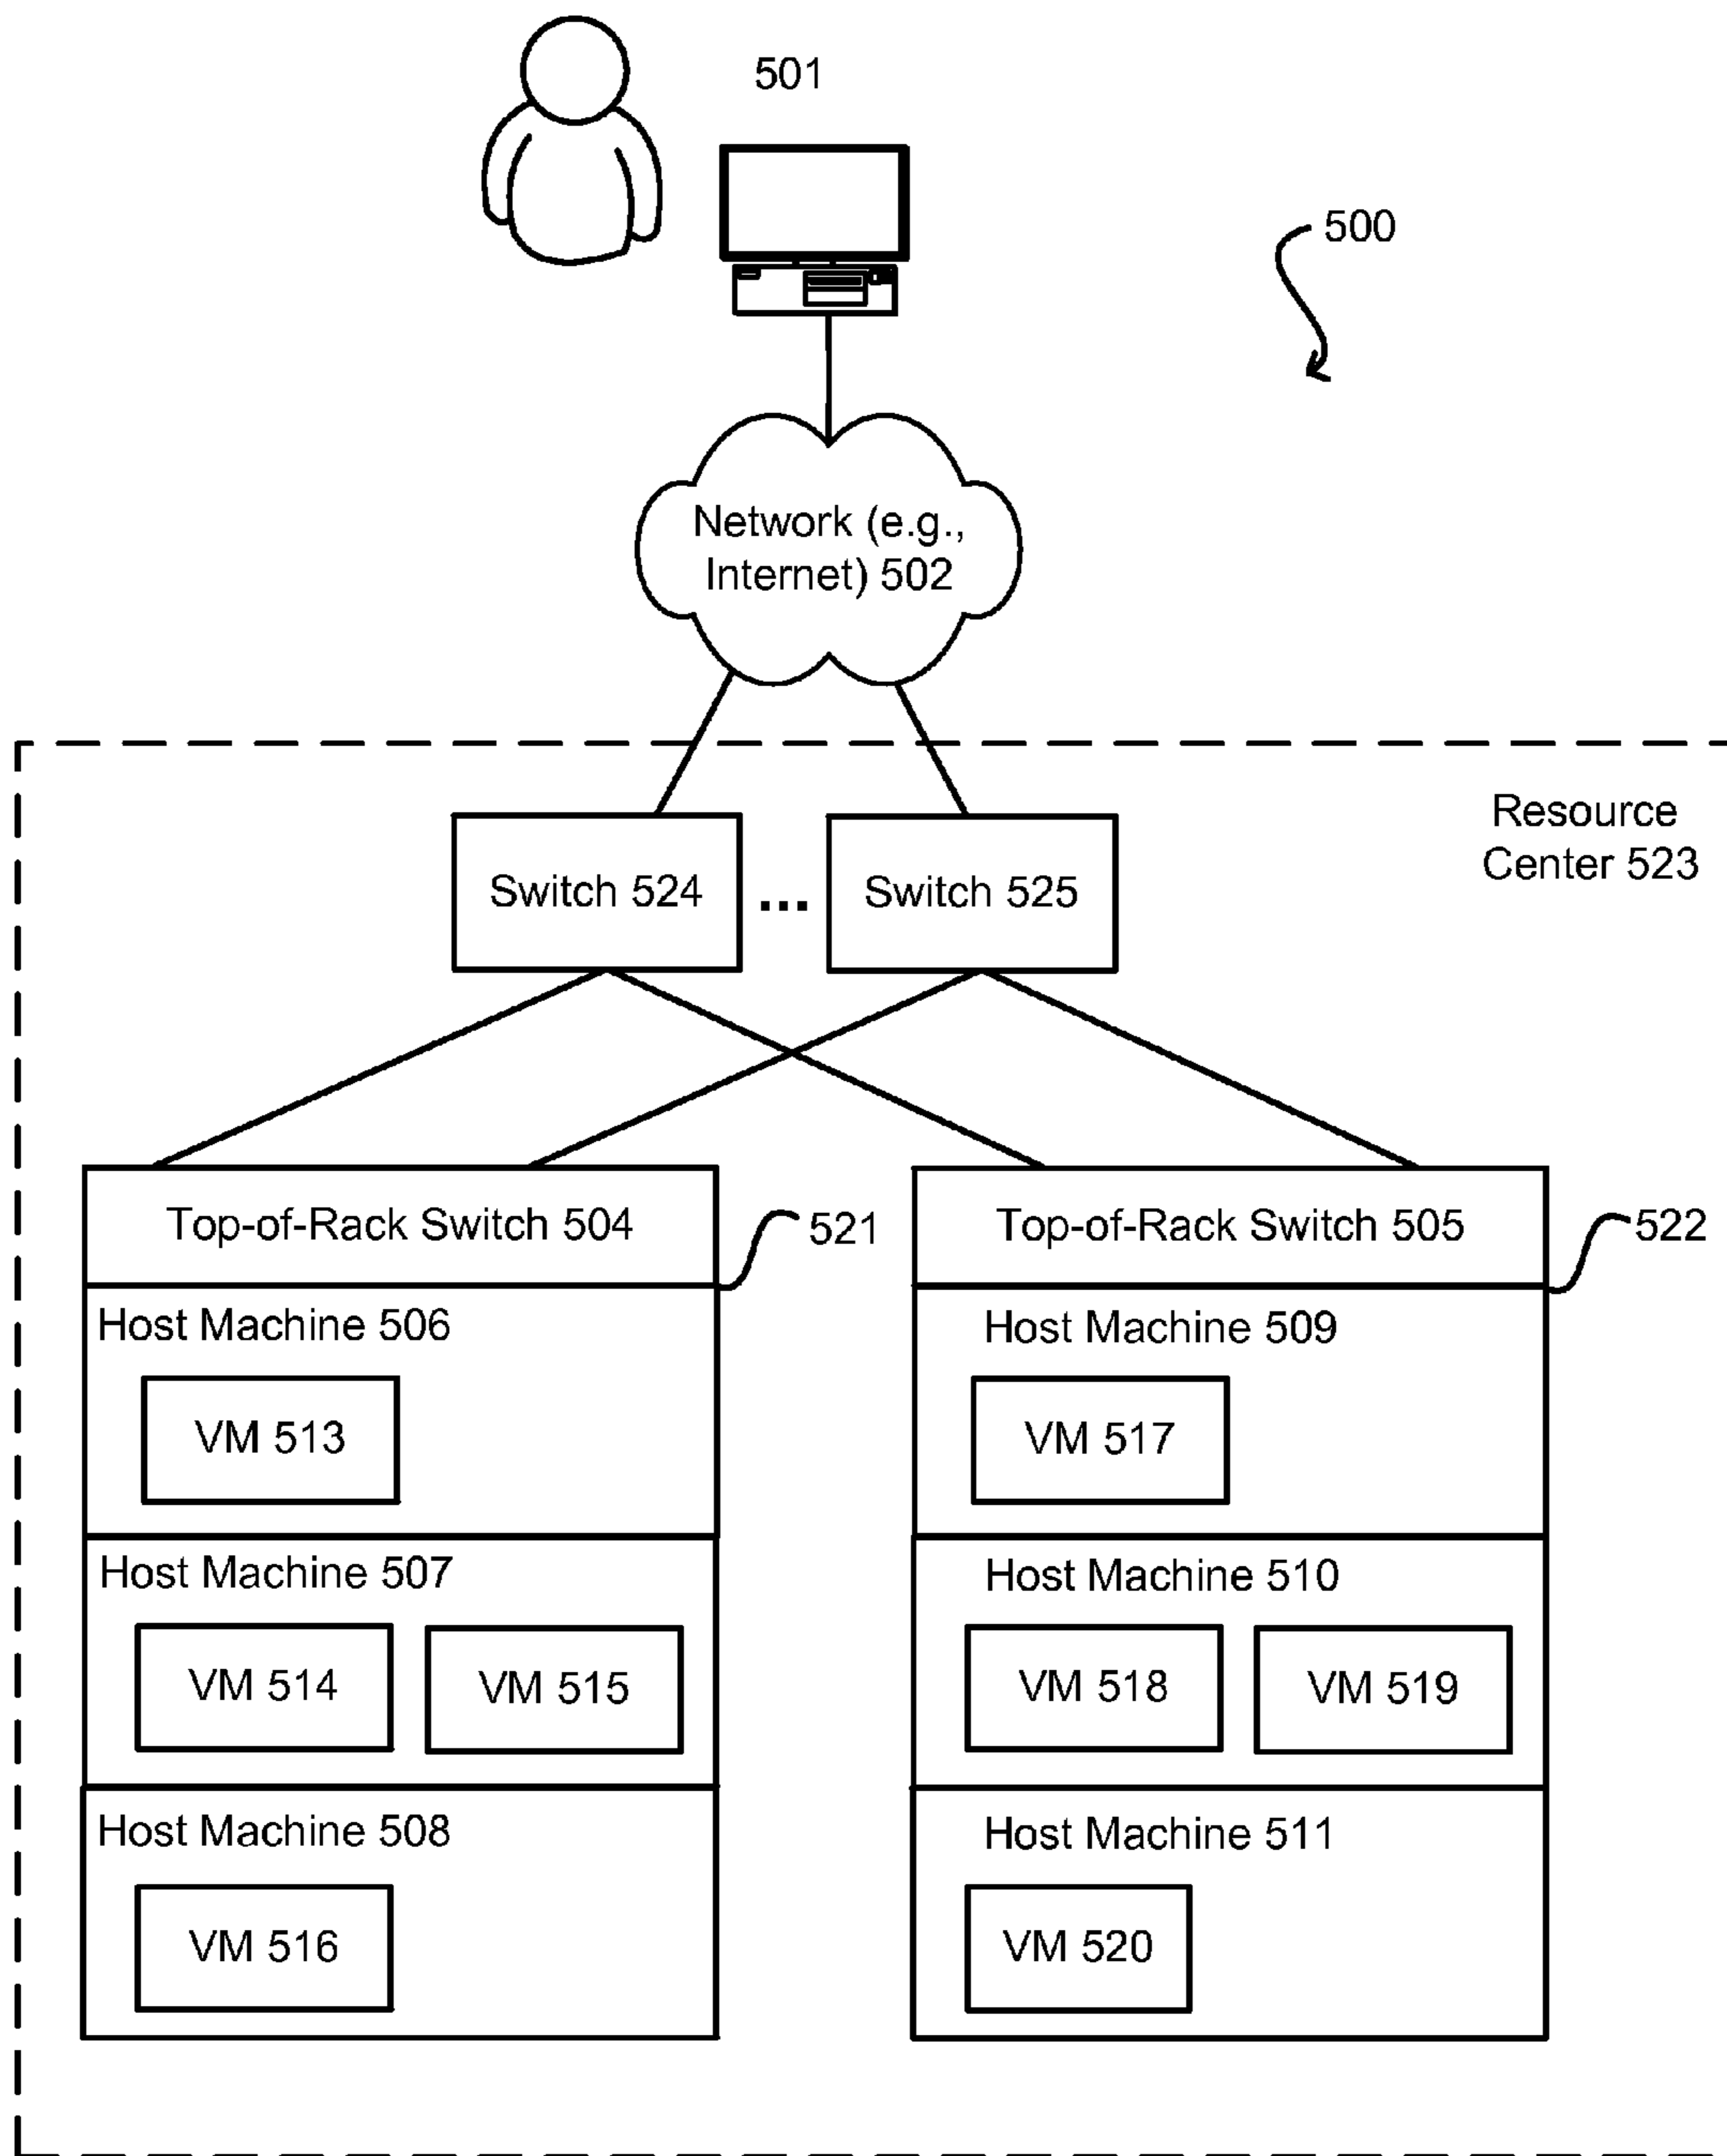 501
500
Network (e.g.,
Internet) 502
Resource
Center 523
Switch 524
...
Switch 525
Top-of-Rack Switch 504
521
Top-of-Rack Switch 505
522
Host Machine 506
VM 513
Host Machine 509
VM 517
Host Machine 507
VM 514
VM 515
Host Machine 510
VM 518
VM 519
Host Machine 508
VM 516
Host Machine 511
VM 520